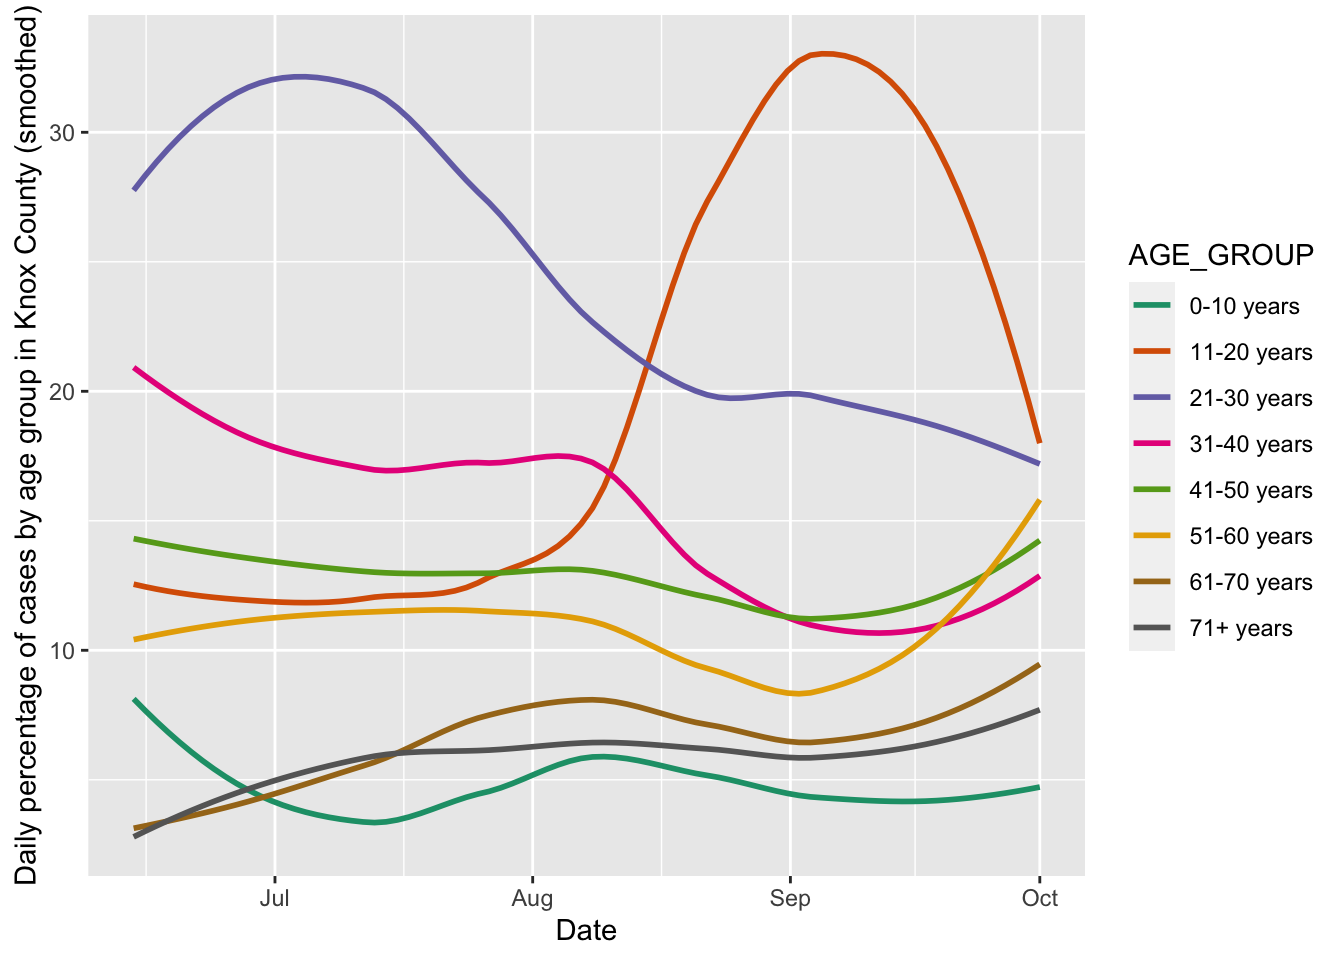 Daily percentage of cases by age group in Knox County (smoothed)
30
20
10
Jul
Aug
Sep
Oct
Date
AGE_GROUP
0-10 years
11-20 years
21-30 years
31-40 years
41-50 years
51-60 years
61-70 years
71+ years